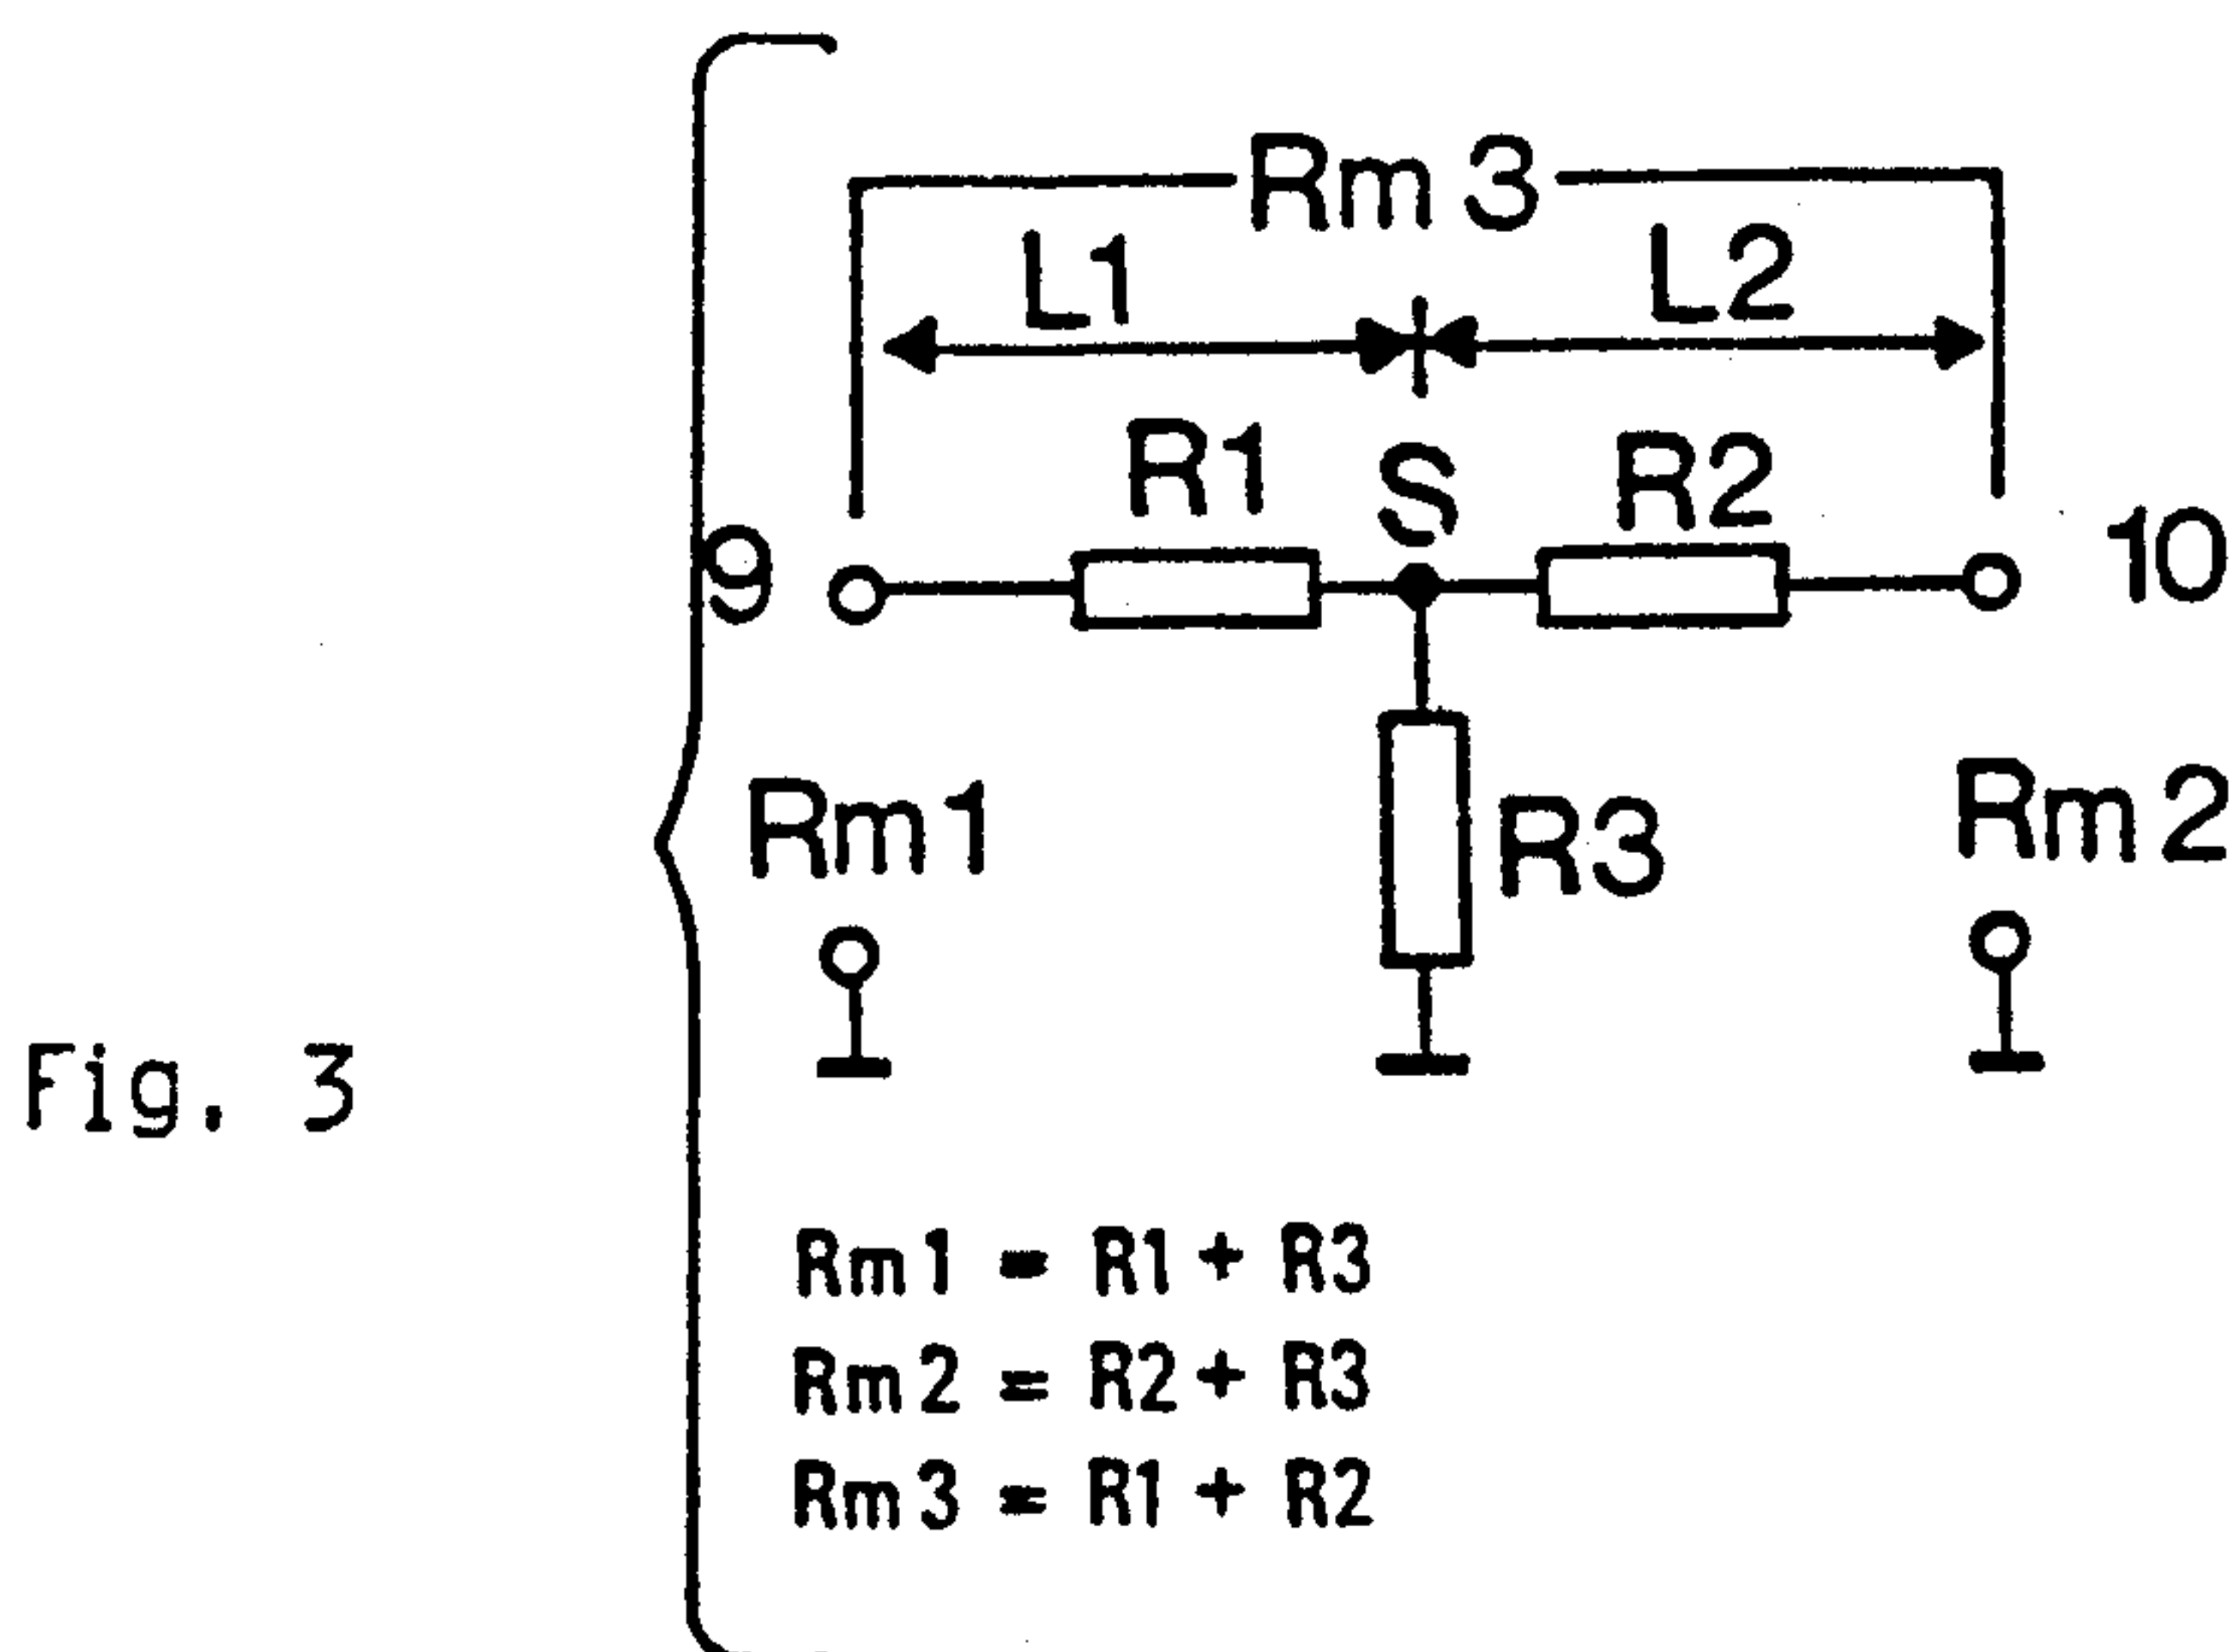 Rm3
L1 L2
R1 S R2
9 10
Rm1 R3 Rm2
Fig. 3
Rm1 = R1 + R3
Rm2 = R2 + R3
Rm3 = R1 + R2